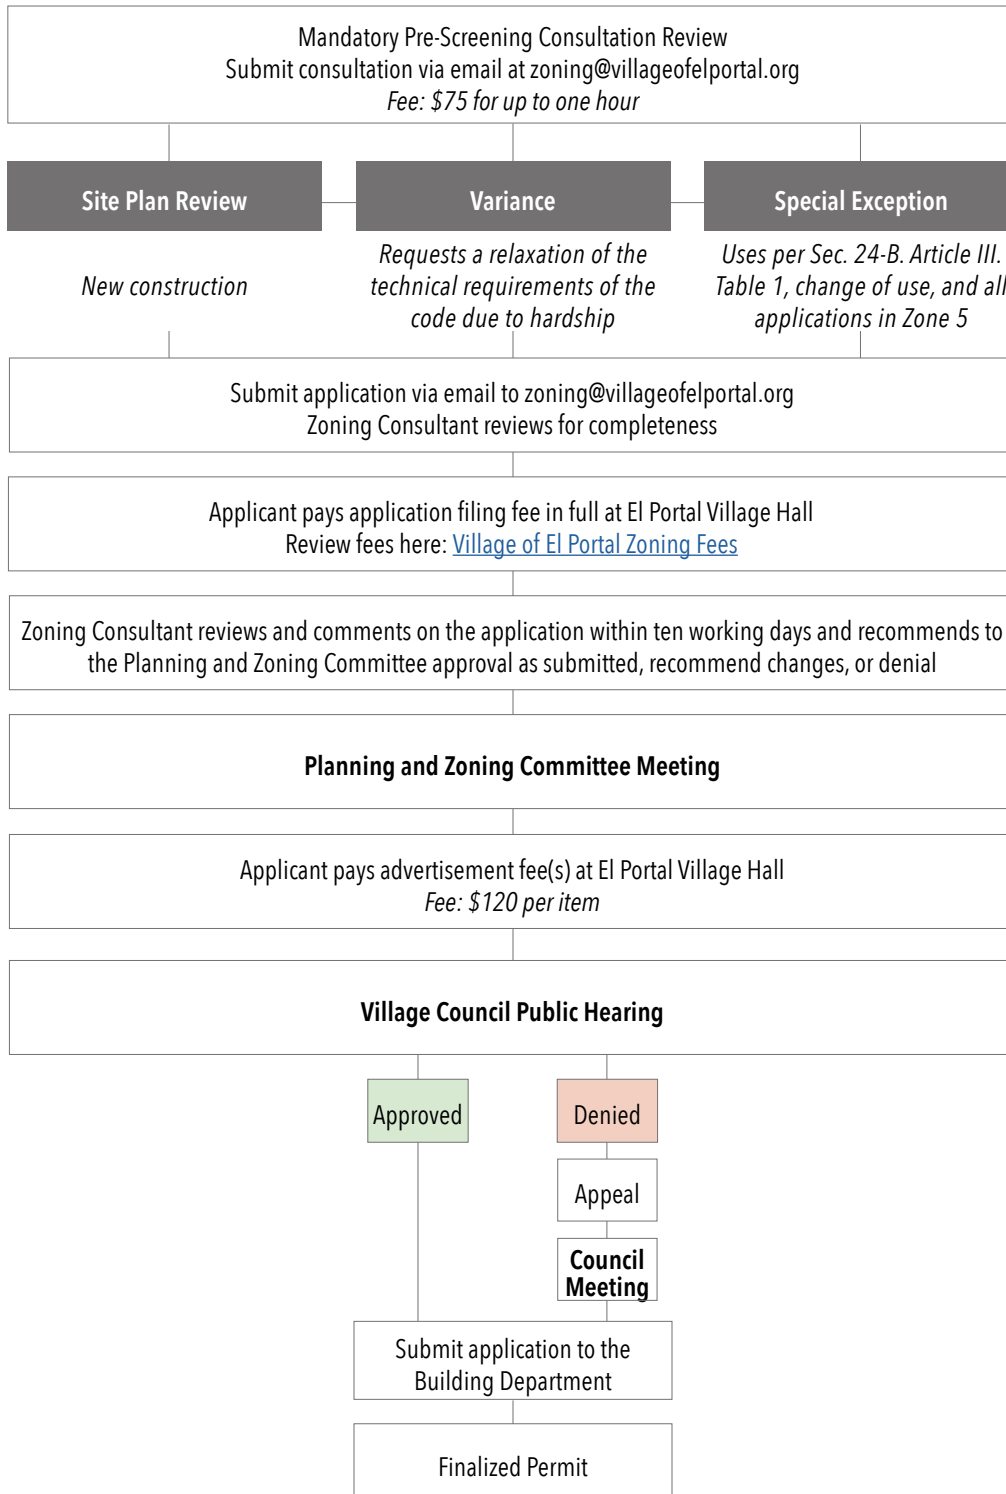 Mandatory Pre-Screening Consultation Review
Submit consultation via email at zoning@villageofelportal.org
Fee: $75 for up to one hour
Site Plan Review
Variance
Special Exception
New construction
Requests a relaxation of the
technical requirements of the
code due to hardship
Uses per Sec. 24-B. Article III.
Table 1, change of use, and all
applications in Zone 5
Submit application via email to zoning@villageofelportal.org
Zoning Consultant reviews for completeness
Applicant pays application filing fee in full at El Portal Village Hall
Review fees here: Village of El Portal Zoning Fees
Zoning Consultant reviews and comments on the application within ten working days and recommends to
the Planning and Zoning Committee approval as submitted, recommend changes, or denial
Planning and Zoning Committee Meeting
Applicant pays advertisement fee(s) at El Portal Village Hall
Fee: $120 per item
Village Council Public Hearing
Approved
Denied
Appeal
Council
Meeting
Submit application to the
Building Department
Finalized Permit